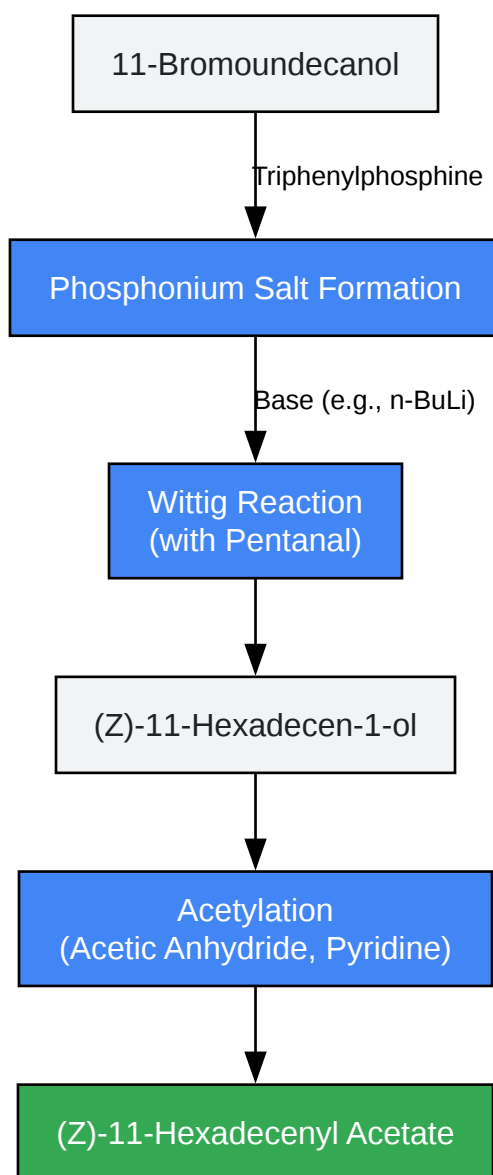 11-Bromoundecanol
Triphenylphosphine
Phosphonium Salt Formation
Base (e.g., n-BuLi)
Wittig Reaction
(with Pentanal)
(Z)-11-Hexadecen-1-ol
Acetylation
(Acetic Anhydride, Pyridine)
(Z)-11-Hexadecenyl Acetate